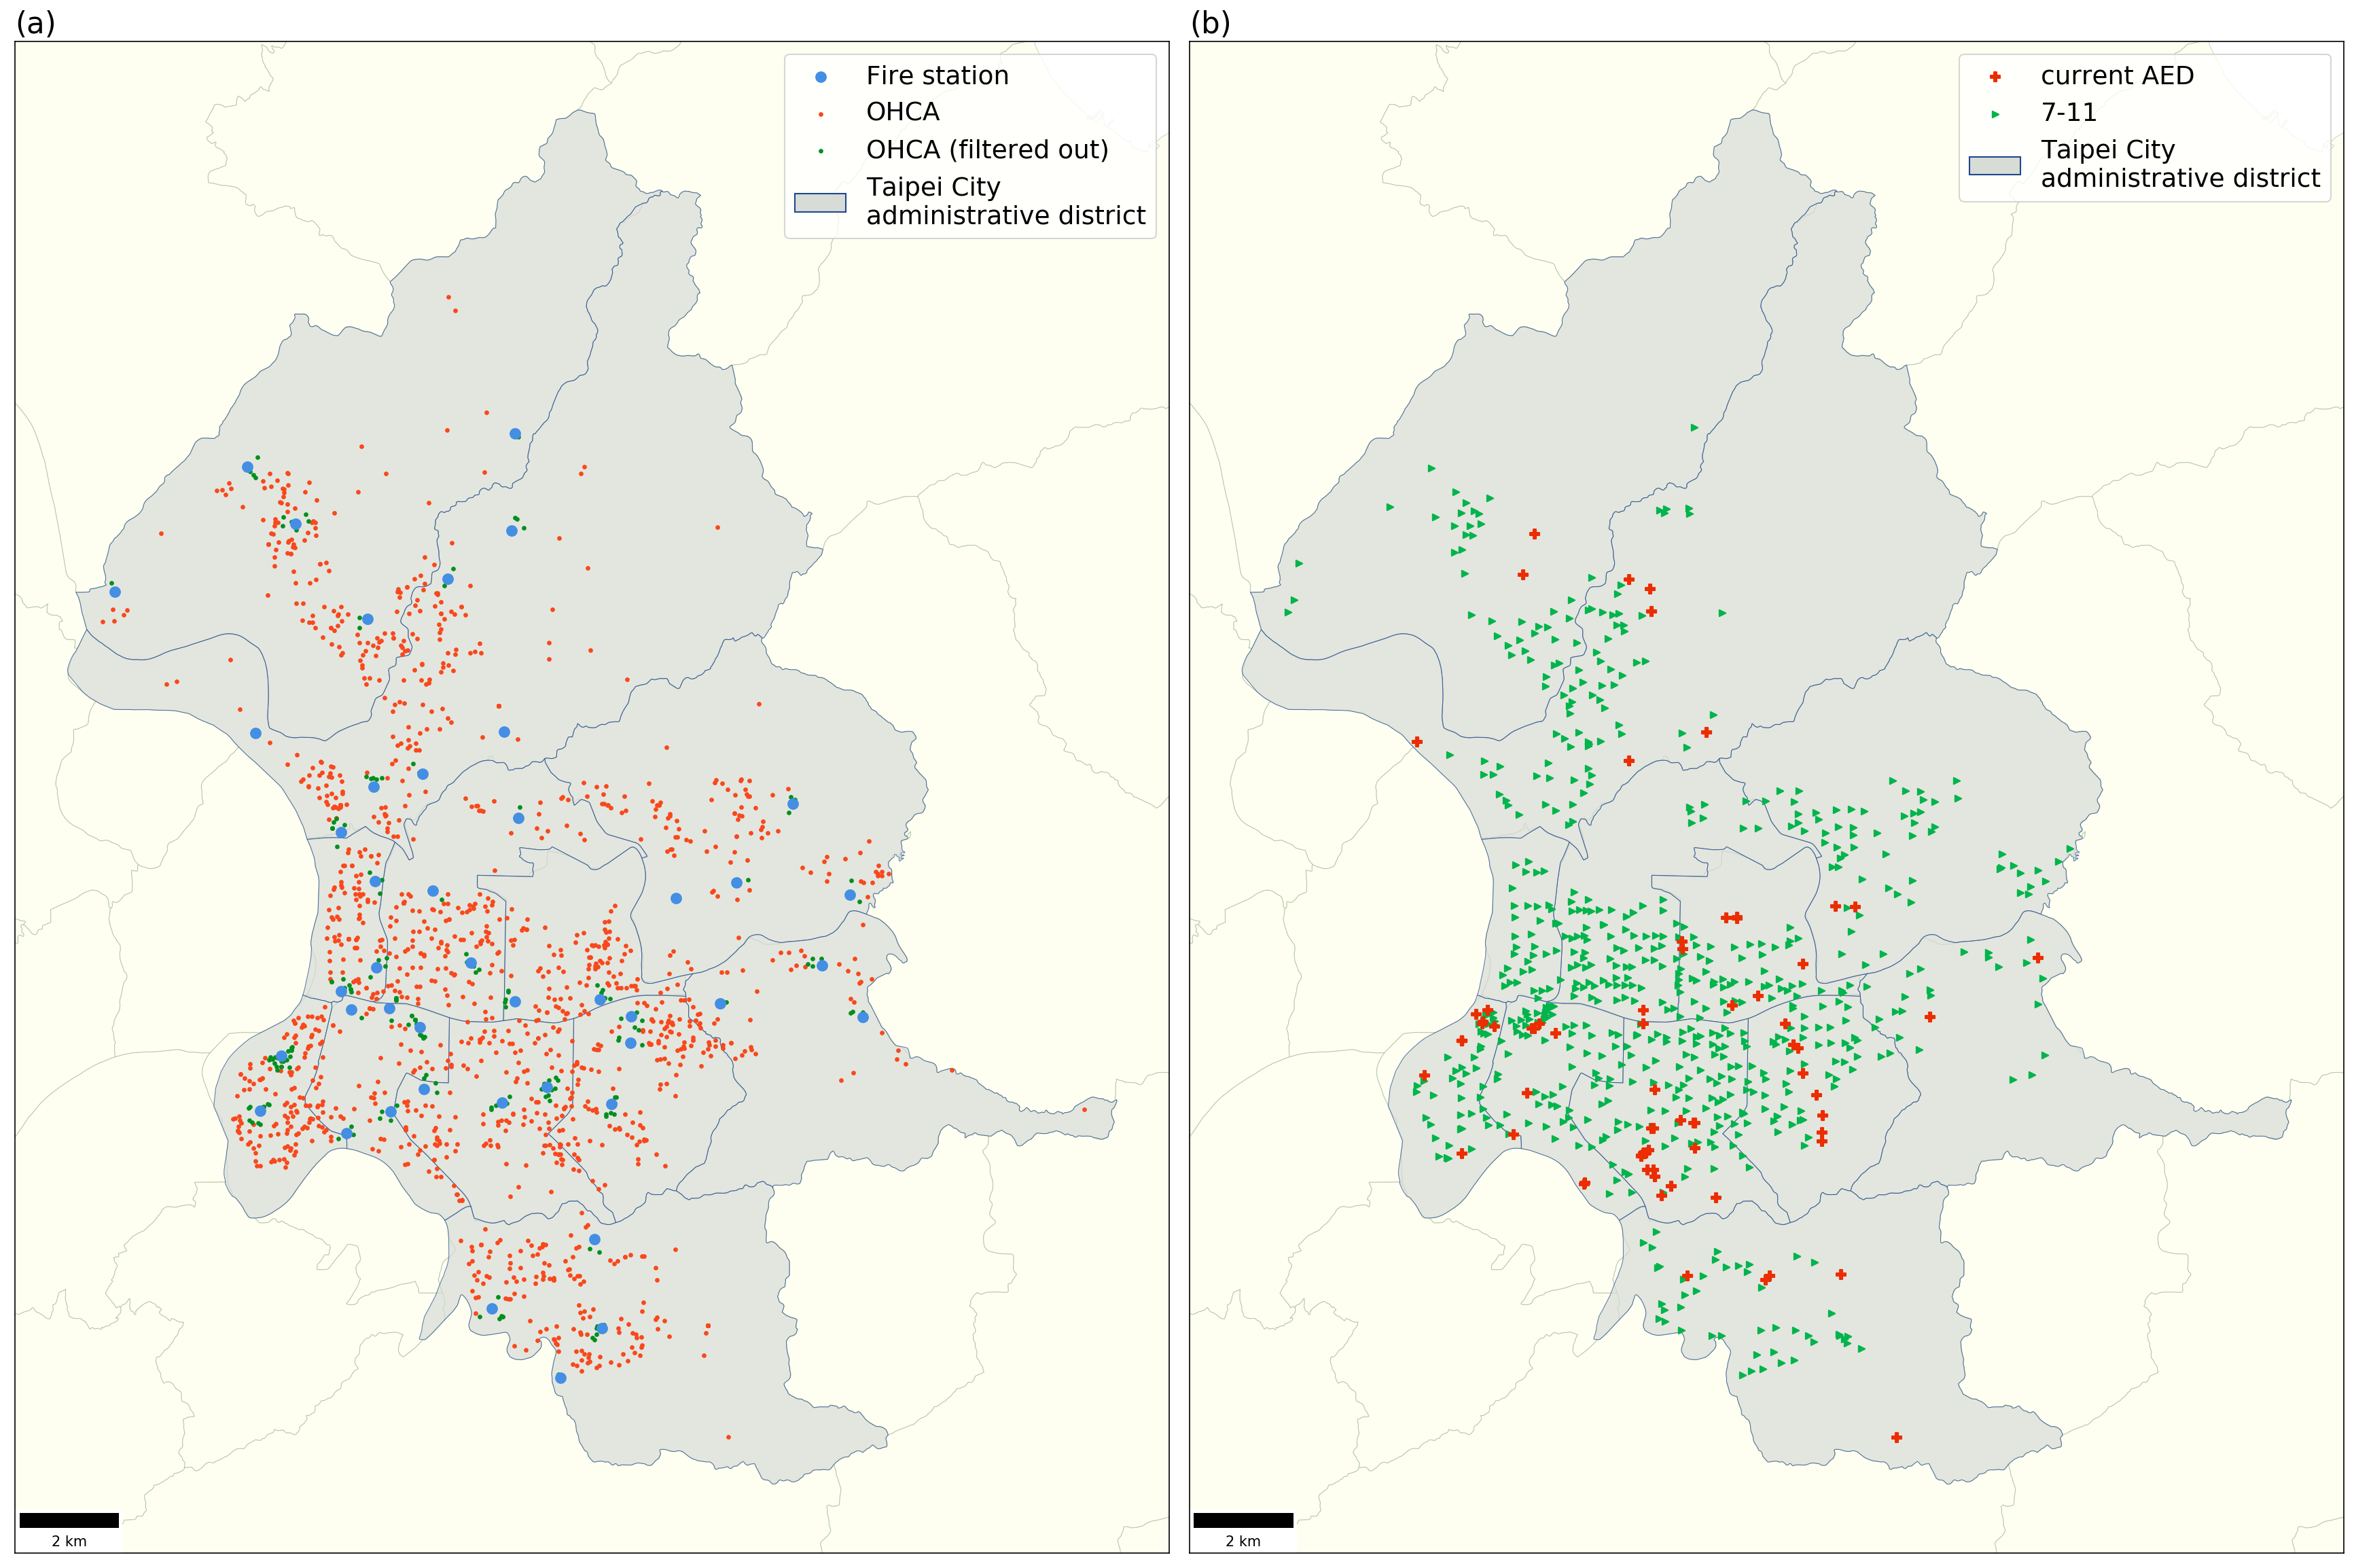 (a)
Fire station
OHCA
OHCA (filtered out)
Taipei City
administrative district
2 km
(b)
current AED
7-11
Taipei City
administrative district
2 km